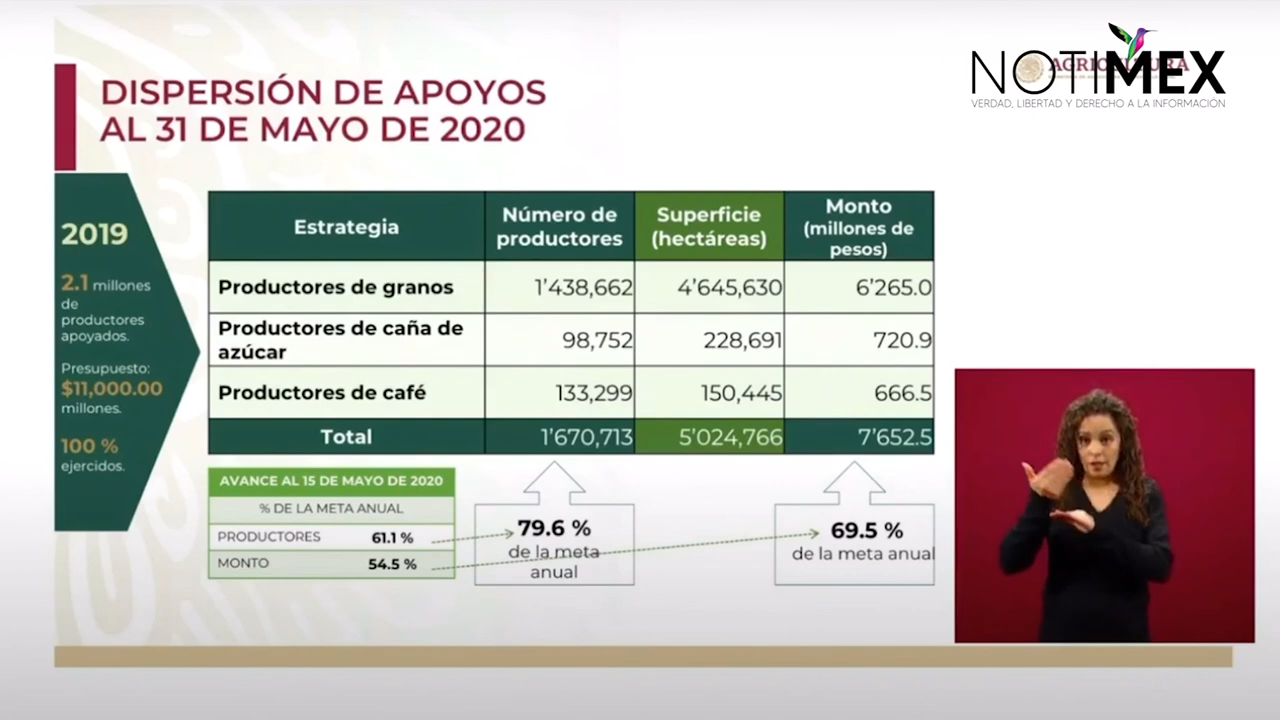 NOTIMEX
AGRICULTURA
VERDAD, LIBERTAD Y DERECHO A LA INFORMACIÓN
DISPERSIÓN DE APOYOS
AL 31 DE MAYO DE 2020
2019
2.1 millones
de
productores
apoyados.
Presupuesto:
$11,000.00
millones.
100 %
ejercidos.
Estrategia
Número de
productores
Superficie
(hectáreas)
Monto
(millones de
pesos)
Productores de granos 1’438,662 4’645,630 6’265.0
Productores de caña de
azúcar 98,752 228,691 720.9
Productores de café 133,299 150,445 666.5
Total 1’670,713 5’024,766 7’652.5
AVANCE AL 15 DE MAYO DE 2020
% DE LA META ANUAL
PRODUCTORES 61.1 %
MONTO 54.5 %
79.6 %
de la meta
anual
69.5 %
de la meta anual